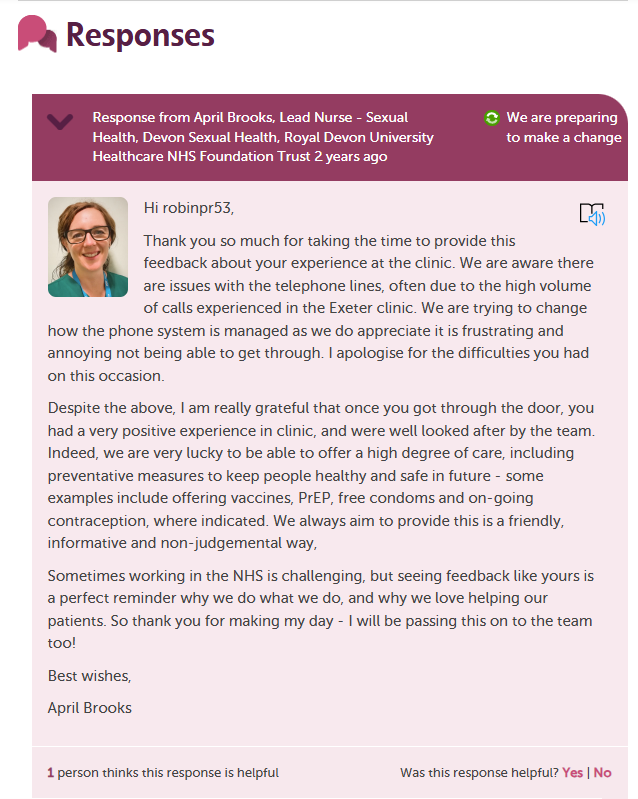 Responses
Response from April Brooks, Lead Nurse - Sexual
Health, Devon Sexual Health, Royal Devon University
Healthcare NHS Foundation Trust 2 years ago
We are preparing
to make a change
Hi robinpr53,
Thank you so much for taking the time to provide this
feedback about your experience at the clinic. We are aware there
are issues with the telephone lines, often due to the high volume
of calls experienced in the Exeter clinic. We are trying to change
how the phone system is managed as we do appreciate it is frustrating and
annoying not being able to get through. I apologise for the difficulties you had
on this occasion.
Despite the above, I am really grateful that once you got through the door, you
had a very positive experience in clinic, and were well looked after by the team.
Indeed, we are very lucky to be able to offer a high degree of care, including
preventative measures to keep people healthy and safe in future - some
examples include offering vaccines, PrEP, free condoms and on-going
contraception, where indicated. We always aim to provide this is a friendly,
informative and non-judgemental way,
Sometimes working in the NHS is challenging, but seeing feedback like yours is
a perfect reminder why we do what we do, and why we love helping our
patients. So thank you for making my day - I will be passing this on to the team
too!
Best wishes,
April Brooks
1 person thinks this response is helpful
Was this response helpful? Yes | No